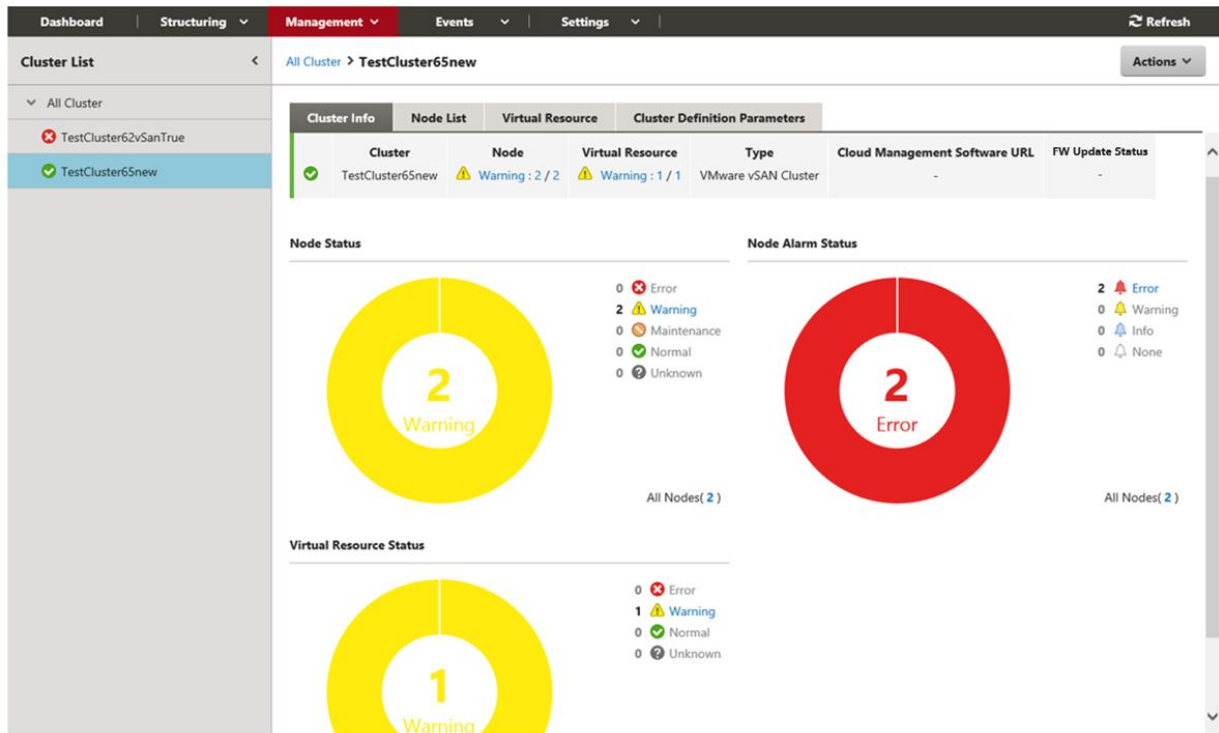 Dashboard Structuring Management Events Settings Refresh
Cluster List
All Cluster > TestCluster65new
Actions
All Cluster
TestCluster62vSanTrue
TestCluster65new
Cluster Info Node List Virtual Resource Cluster Definition Parameters
Cluster Node Virtual Resource Type Cloud Management Software URL FW Update Status
TestCluster65new Warning : 2 / 2 Warning : 1 / 1 VMware vSAN Cluster - -
Node Status
0 Error
2 Warning
0 Maintenance
0 Normal
0 Unknown
2
Warning
All Nodes( 2 )
Node Alarm Status
2 Error
0 Warning
0 Info
0 None
2
Error
All Nodes( 2 )
Virtual Resource Status
0 Error
1 Warning
0 Normal
0 Unknown
1
Warning